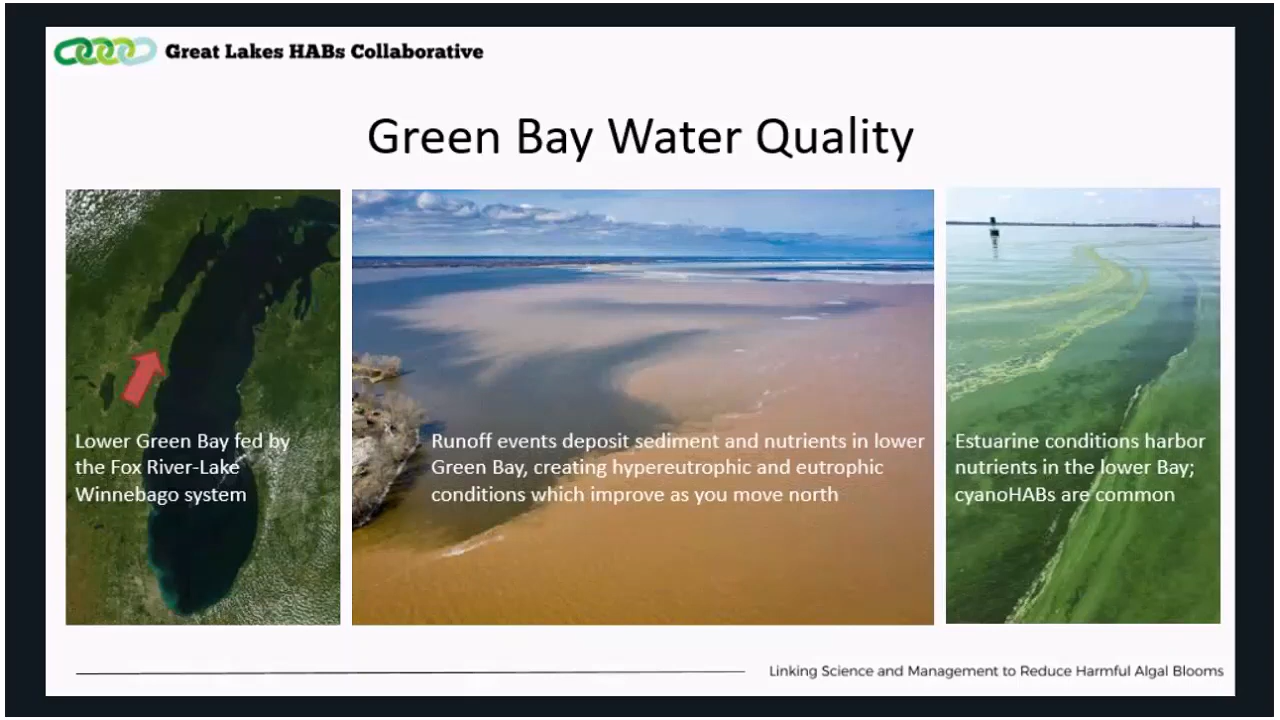 Great Lakes HABs Collaborative
Green Bay Water Quality
Lower Green Bay fed by
the Fox River-Lake
Winnebago system
Runoff events deposit sediment and nutrients in lower
Green Bay, creating hypereutrophic and eutrophic
conditions which improve as you move north
Estuarine conditions harbor
nutrients in the lower Bay;
cyanoHABs are common
Linking Science and Management to Reduce Harmful Algal Blooms